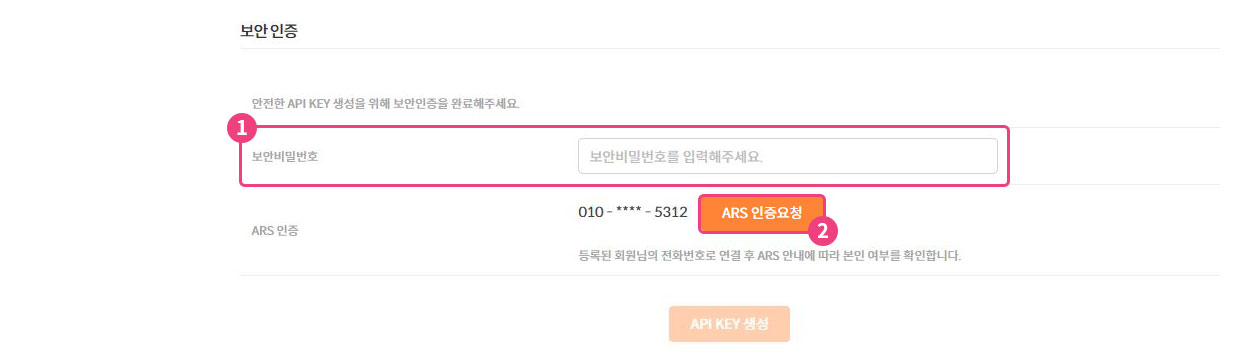 보안 인증
안전한 API KEY 생성을 위해 보안인증을 완료해주세요.
1
보안비밀번호
보안비밀번호를 입력해주세요.
010 - **** - 5312
ARS 인증요청
2
ARS 인증
등록된 회원님의 전화번호로 연결 후 ARS 안내에 따라 본인 여부를 확인합니다.
API KEY 생성